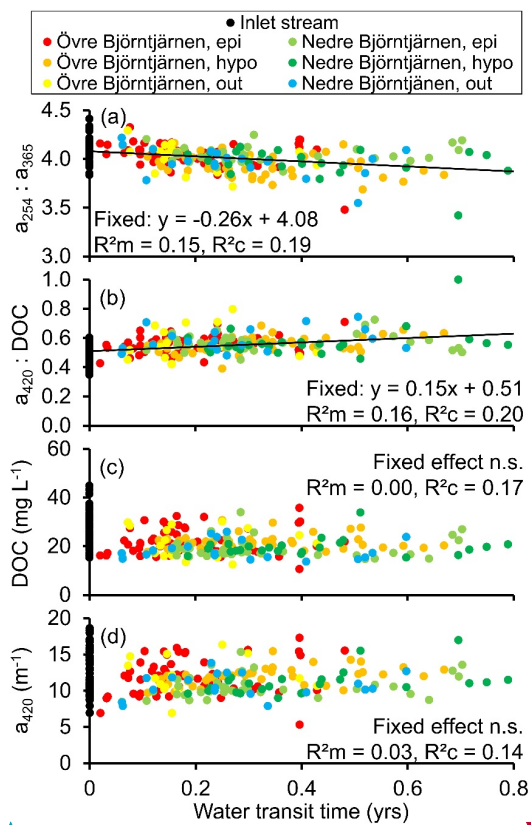 Inlet stream
Övre Björntjärnen, epi Nedre Björntjärnen, epi
Övre Björntjärnen, hypo Nedre Björntjärnen, hypo
Övre Björntjärnen, out Nedre Björntjänen, out
(a)
4.5
4.0
3.5
3.0
a254 : a365
Fixed: y = -0.26x + 4.08
R²m = 0.15, R²c = 0.19
(b)
1.0
0.8
0.6
0.4
0.2
0.0
a420 : DOC
Fixed: y = 0.15x + 0.51
R²m = 0.16, R²c = 0.20
(c)
60
40
20
0
DOC (mg L⁻¹)
Fixed effect n.s.
R²m = 0.00, R²c = 0.17
(d)
20
15
10
5
0
a420 (m⁻¹)
Fixed effect n.s.
R²m = 0.03, R²c = 0.14
0 0.2 0.4 0.6 0.8
Water transit time (yrs)